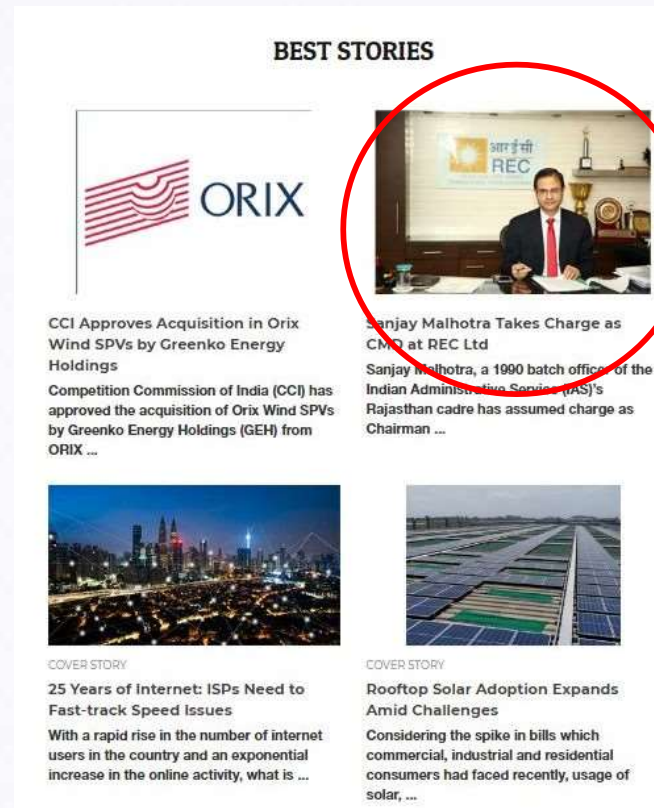 BEST STORIES
ORIX
आर ई सी
REC
CCI Approves Acquisition in Orix
Wind SPVs by Greenko Energy
Holdings
Competition Commission of India (CCI) has
approved the acquisition of Orix Wind SPVs
by Greenko Energy Holdings (GEH) from
ORIX ...
Sanjay Malhotra Takes Charge as
CMD at REC Ltd
Sanjay Malhotra, a 1990 batch officer of the
Indian Administrative Service (IAS)'s
Rajasthan cadre has assumed charge as
Chairman ...
COVER STORY
25 Years of Internet: ISPs Need to
Fast-track Speed Issues
With a rapid rise in the number of internet
users in the country and an exponential
increase in the online activity, what is ...
COVER STORY
Rooftop Solar Adoption Expands
Amid Challenges
Considering the spike in bills which
commercial, industrial and residential
consumers had faced recently, usage of
solar, ...